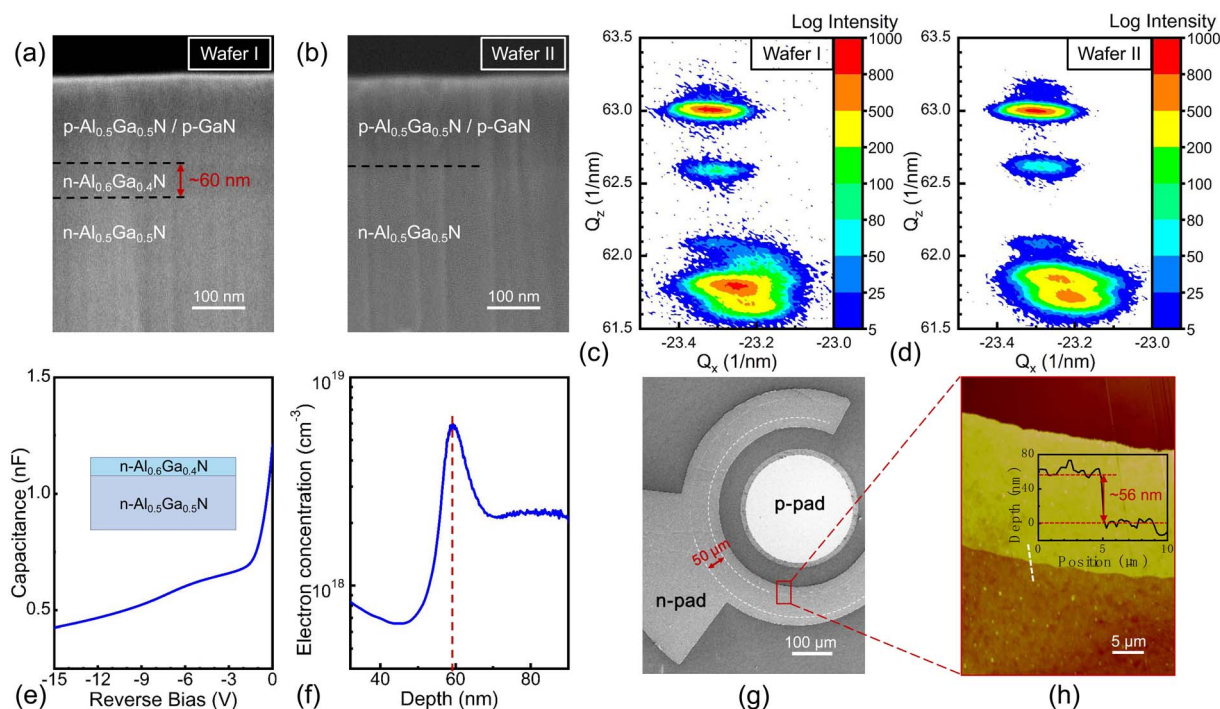 (a)
Wafer I
p-Al0.5Ga0.5N / p-GaN
n-Al0.6Ga0.4N
~60 nm
n-Al0.5Ga0.5N
100 nm
(b)
Wafer II
p-Al0.5Ga0.5N / p-GaN
n-Al0.5Ga0.5N
100 nm
Log Intensity
63.5
63.0
62.5
62.0
61.5
Qz (1/nm)
Wafer I
1000
800
500
200
100
80
50
25
5
-23.4
-23.2
-23.0
Qx (1/nm)
(c)
Log Intensity
63.5
63.0
62.5
62.0
61.5
Qz (1/nm)
Wafer II
1000
800
500
200
100
80
50
25
5
-23.4
-23.2
-23.0
Qx (1/nm)
(d)
1.5
1.0
0.5
Capacitance (nF)
n-Al0.6Ga0.4N
n-Al0.5Ga0.5N
-15
-12
-9
-6
-3
0
Reverse Bias (V)
(e)
10^19
10^18
Electron concentration (cm-3)
40
60
80
Depth (nm)
(f)
p-pad
50 μm
n-pad
100 μm
(g)
80
40
0
Depth (nm)
~56 nm
0
5
10
Position (μm)
5 μm
(h)